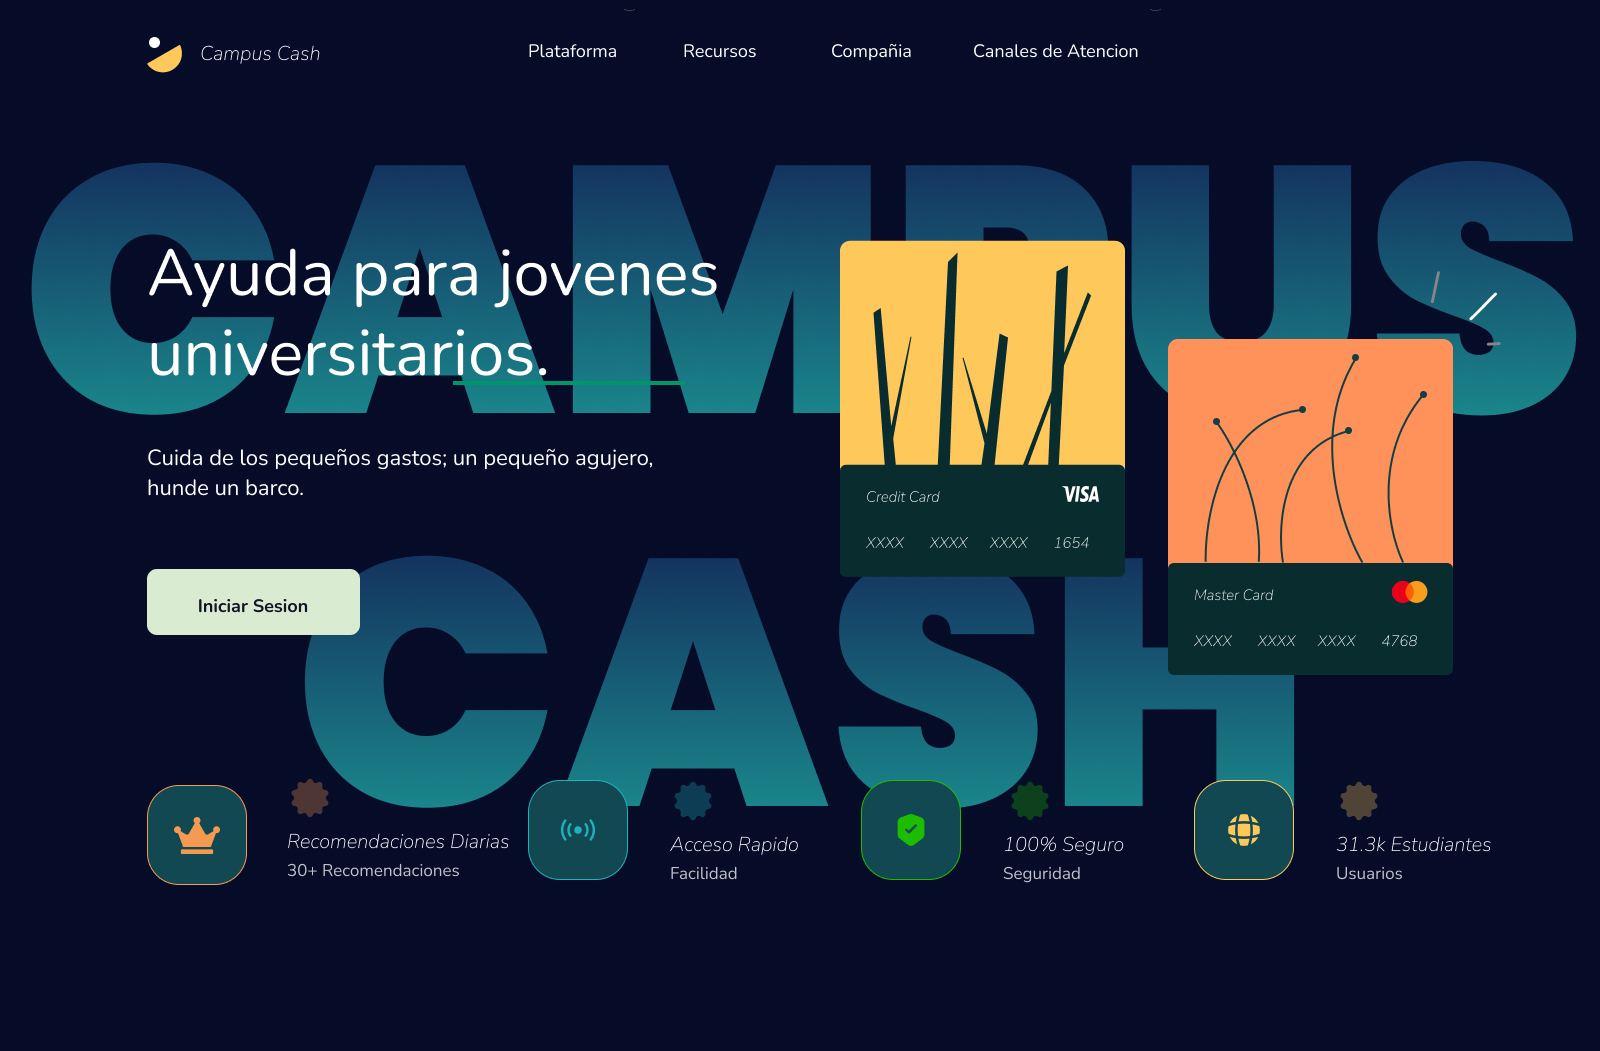 Campus Cash
Plataforma
Recursos
Compañia
Canales de Atencion
CAMPUS
Ayuda para jovenes
universitarios.
Cuida de los pequeños gastos; un pequeño agujero,
hunde un barco.
Iniciar Sesion
Credit Card
VISA
XXXX XXXX XXXX 1654
Master Card
XXXX XXXX XXXX 4768
CASH
Recomendaciones Diarias
30+ Recomendaciones
Acceso Rapido
Facilidad
100% Seguro
Seguridad
31.3k Estudiantes
Usuarios